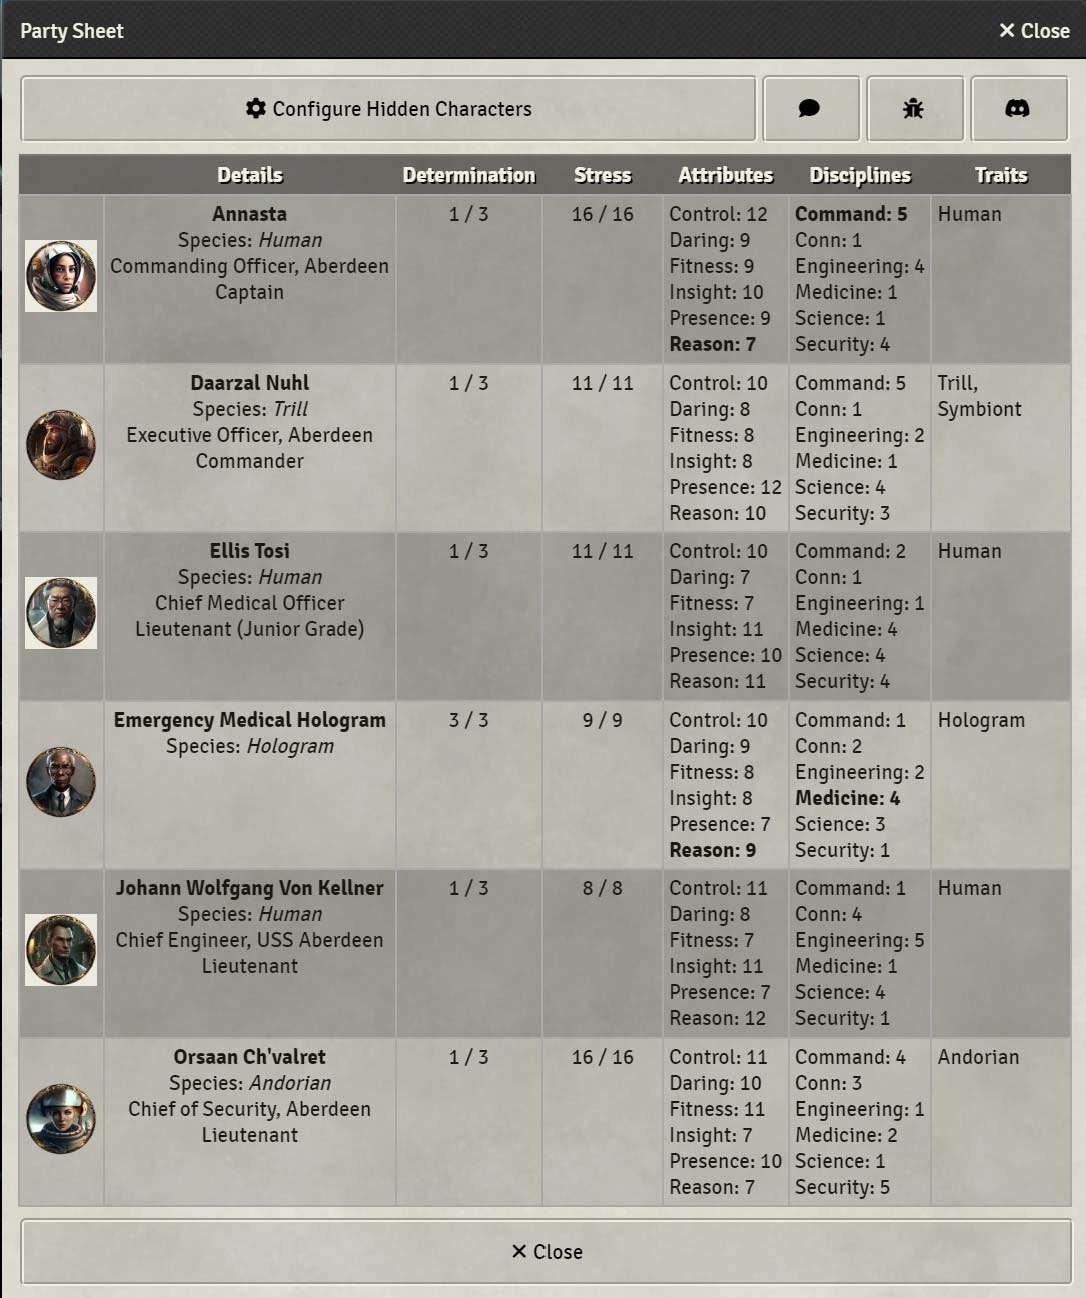 Party Sheet
Close
Configure Hidden Characters
Details Determination Stress Attributes Disciplines Traits
Annasta
Species: Human
Commanding Officer, Aberdeen
Captain
1 / 3
16 / 16
Control: 12
Daring: 9
Fitness: 9
Insight: 10
Presence: 9
Reason: 7
Command: 5
Conn: 1
Engineering: 4
Medicine: 1
Science: 1
Security: 4
Human
Daarzal Nuhl
Species: Trill
Executive Officer, Aberdeen
Commander
1 / 3
11 / 11
Control: 10
Daring: 8
Fitness: 8
Insight: 8
Presence: 12
Reason: 10
Command: 5
Conn: 1
Engineering: 2
Medicine: 1
Science: 4
Security: 3
Trill,
Symbiont
Ellis Tosi
Species: Human
Chief Medical Officer
Lieutenant (Junior Grade)
1 / 3
11 / 11
Control: 10
Daring: 7
Fitness: 7
Insight: 11
Presence: 10
Reason: 11
Command: 2
Conn: 1
Engineering: 1
Medicine: 4
Science: 4
Security: 4
Human
Emergency Medical Hologram
Species: Hologram
3 / 3
9 / 9
Control: 10
Daring: 9
Fitness: 8
Insight: 8
Presence: 7
Reason: 9
Command: 1
Conn: 2
Engineering: 2
Medicine: 4
Science: 3
Security: 1
Hologram
Johann Wolfgang Von Kellner
Species: Human
Chief Engineer, USS Aberdeen
Lieutenant
1 / 3
8 / 8
Control: 11
Daring: 8
Fitness: 7
Insight: 11
Presence: 7
Reason: 12
Command: 1
Conn: 4
Engineering: 5
Medicine: 1
Science: 4
Security: 1
Human
Orsaan Ch'valret
Species: Andorian
Chief of Security, Aberdeen
Lieutenant
1 / 3
16 / 16
Control: 11
Daring: 10
Fitness: 11
Insight: 7
Presence: 10
Reason: 7
Command: 4
Conn: 3
Engineering: 1
Medicine: 2
Science: 1
Security: 5
Andorian
Close